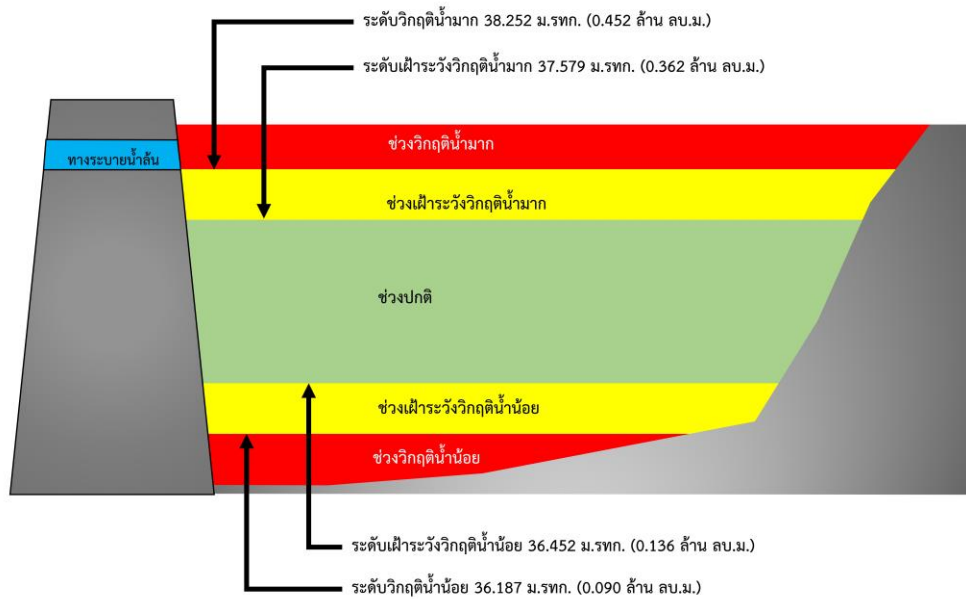 ระดับวิกฤติน้ำมาก 38.252 ม.รทก. (0.452 ล้าน ลบ.ม.)
ระดับเฝ้าระวังวิกฤติน้ำมาก 37.579 ม.รทก. (0.362 ล้าน ลบ.ม.)
ช่วงวิกฤติน้ำมาก
ทางระบายน้ำล้น
ช่วงเฝ้าระวังวิกฤติน้ำมาก
ช่วงปกติ
ช่วงเฝ้าระวังวิกฤติน้ำน้อย
ช่วงวิกฤติน้ำน้อย
ระดับเฝ้าระวังวิกฤติน้ำน้อย 36.452 ม.รทก. (0.136 ล้าน ลบ.ม.)
ระดับวิกฤติน้ำน้อย 36.187 ม.รทก. (0.090 ล้าน ลบ.ม.)